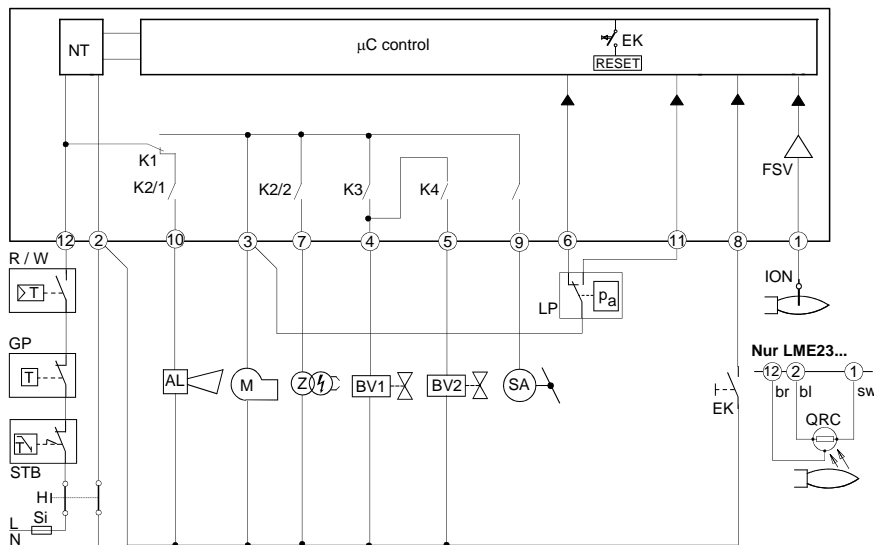 NT
µC control
EK
RESET
FSV
K1
K2/1
K2/2
K3
K4
12
2
10
3
7
4
5
9
6
11
8
1
R / W
T
LP
pa
ION
GP
T
AL
M
Z
BV1
BV2
SA
EK
Nur LME23...
12
2
1
br
bl
sw
QRC
T
STB
H
L
Si
N